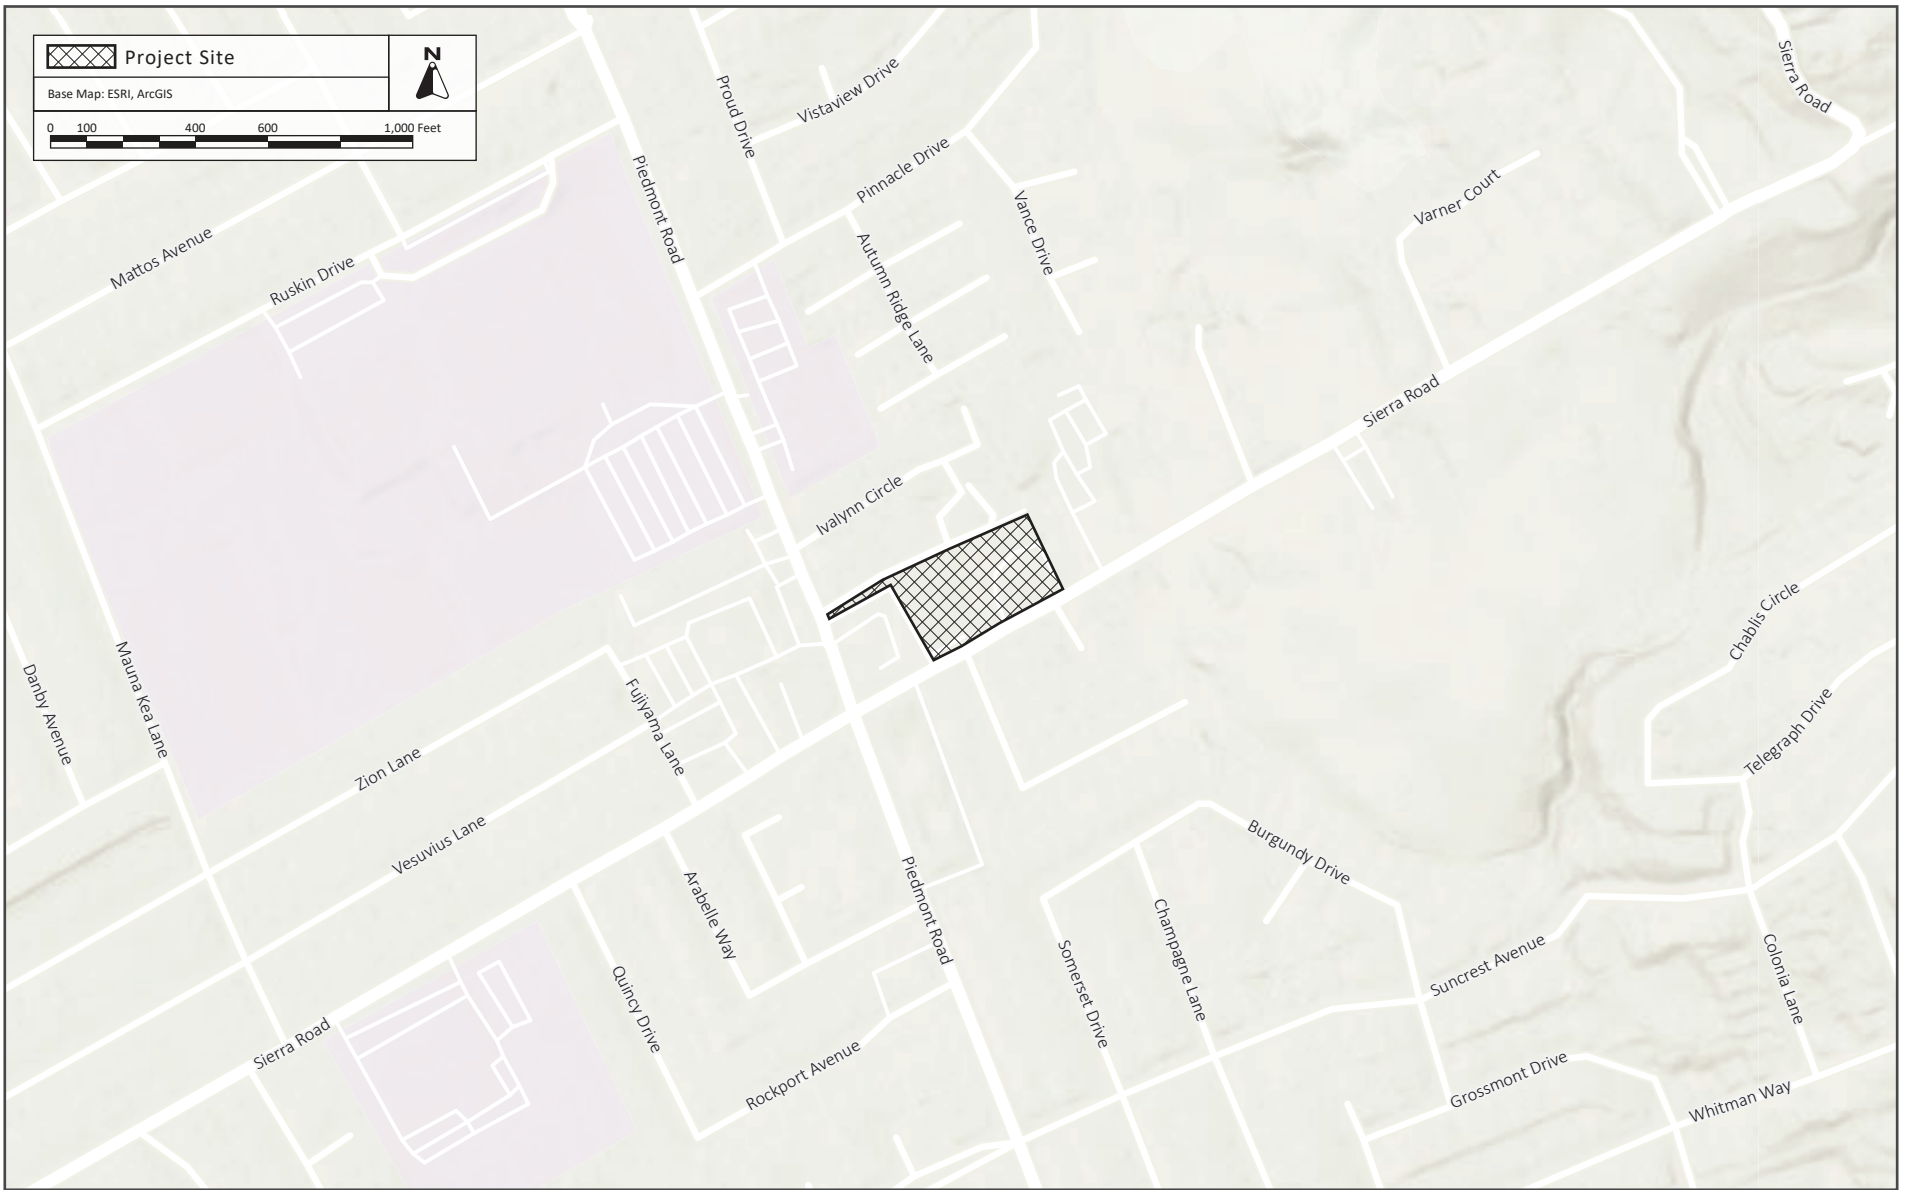 Project Site
N
Base Map: ESRI, ArcGIS
0 100 400 600 1,000 Feet
Sierra Road
Proud Drive
Vistaview Drive
Pinnacle Drive
Piedmont Road
Vance Drive
Varner Court
Mattos Avenue
Ruskin Drive
Autumn Ridge Lane
Sierra Road
Ivalynn Circle
Chablis Circle
Danby Avenue
Mauna Kea Lane
Fujiyama Lane
Telegraph Drive
Zion Lane
Vesuvius Lane
Burgundy Drive
Arabelle Way
Piedmont Road
Champagne Lane
Somerset Drive
Suncrest Avenue
Colonia Lane
Quincy Drive
Sierra Road
Rockport Avenue
Grossmont Drive
Whitman Way